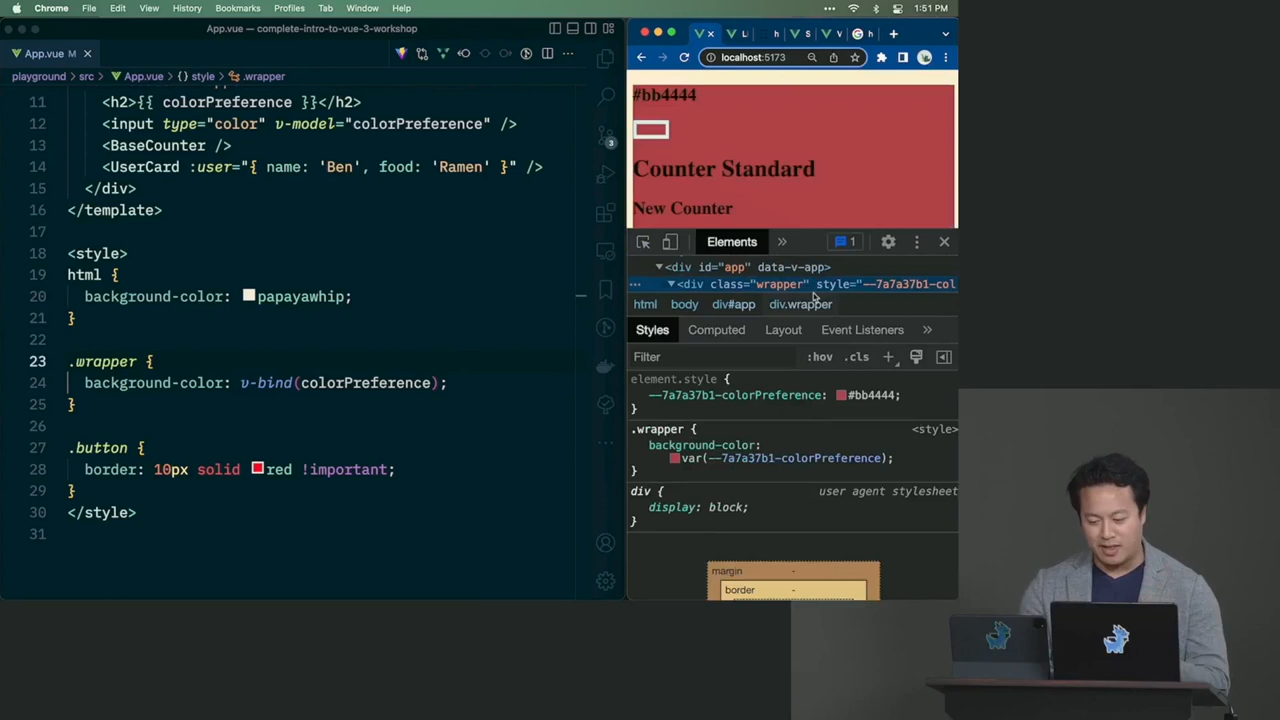 Chrome File Edit View History Bookmarks Profiles Tab Window Help 1:51 PM
App.vue — complete-intro-to-vue-3-workshop
App.vue M
playground > src > App.vue > {} style > .wrapper
11 <h2>{{ colorPreference }}</h2>
12 <input type="color" v-model="colorPreference" />
13 <BaseCounter />
14 <UserCard :user="{ name: 'Ben', food: 'Ramen' }" />
15 </div>
16 </template>
17
18 <style>
19 html {
20 background-color: papayawhip;
21 }
22
23 .wrapper {
24 background-color: v-bind(colorPreference);
25 }
26
27 .button {
28 border: 10px solid red !important;
29 }
30 </style>
31
3
Li h S V h
localhost:5173
#bb4444
Counter Standard
New Counter
Elements » 1
<div id="app" data-v-app>
<div class="wrapper" style="--7a7a37b1-col
html body div#app div.wrapper
Styles Computed Layout Event Listeners »
Filter :hov .cls +
element.style {
--7a7a37b1-colorPreference: #bb4444;
}
.wrapper { <style>
background-color:
var(--7a7a37b1-colorPreference);
}
div { user agent stylesheet
display: block;
}
margin -
border -